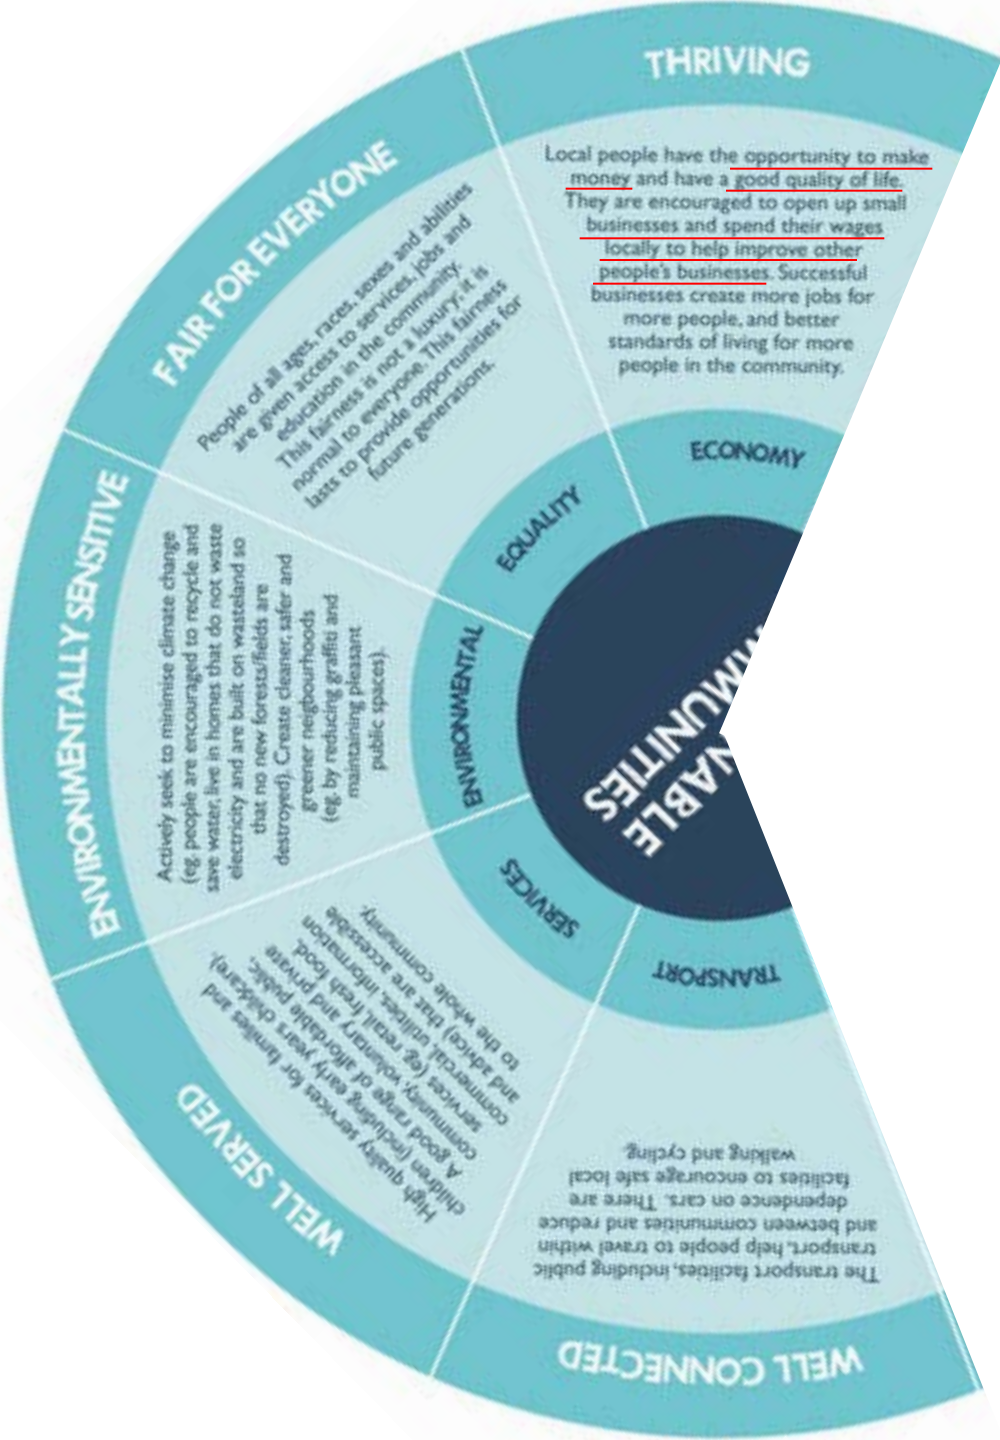 THRIVING
Local people have the opportunity to make
money and have a good quality of life.
They are encouraged to open up small
businesses and spend their wages
locally to help improve other
people's businesses. Successful
businesses create more jobs for
more people, and better
standards of living for more
people in the community.
ECONOMY
FAIR FOR EVERYONE
People of all ages, races, sexes and abilities
are given access to services, jobs and
education in the community.
This fairness is not a luxury, it is
normal to everyone. This fairness
lasts to provide opportunities for
future generations.
EQUALITY
ENVIRONMENTALLY SENSITIVE
Actively seek to minimise climate change
(eg. people are encouraged to recycle and
save water, live in homes that do not waste
electricity and are built on wasteland so
that no new forests/fields are
destroyed). Create cleaner, safer and
greener neigbourhoods
(eg. by reducing graffiti and
maintaining pleasant
public spaces).
ENVIRONMENTAL
WELL SERVED
High quality services for families and
children (including early years childcare).
A good range of affordable public,
community, voluntary and private
services (eg. retail, fresh food,
commercial, utilities, information
and advice) that are accessible
to the whole community.
SERVICES
WELL CONNECTED
The transport facilities, including public
transport, help people to travel within
and between communities and reduce
dependence on cars. There are
facilities to encourage safe local
walking and cycling.
TRANSPORT
NABLE
MMUNITIES